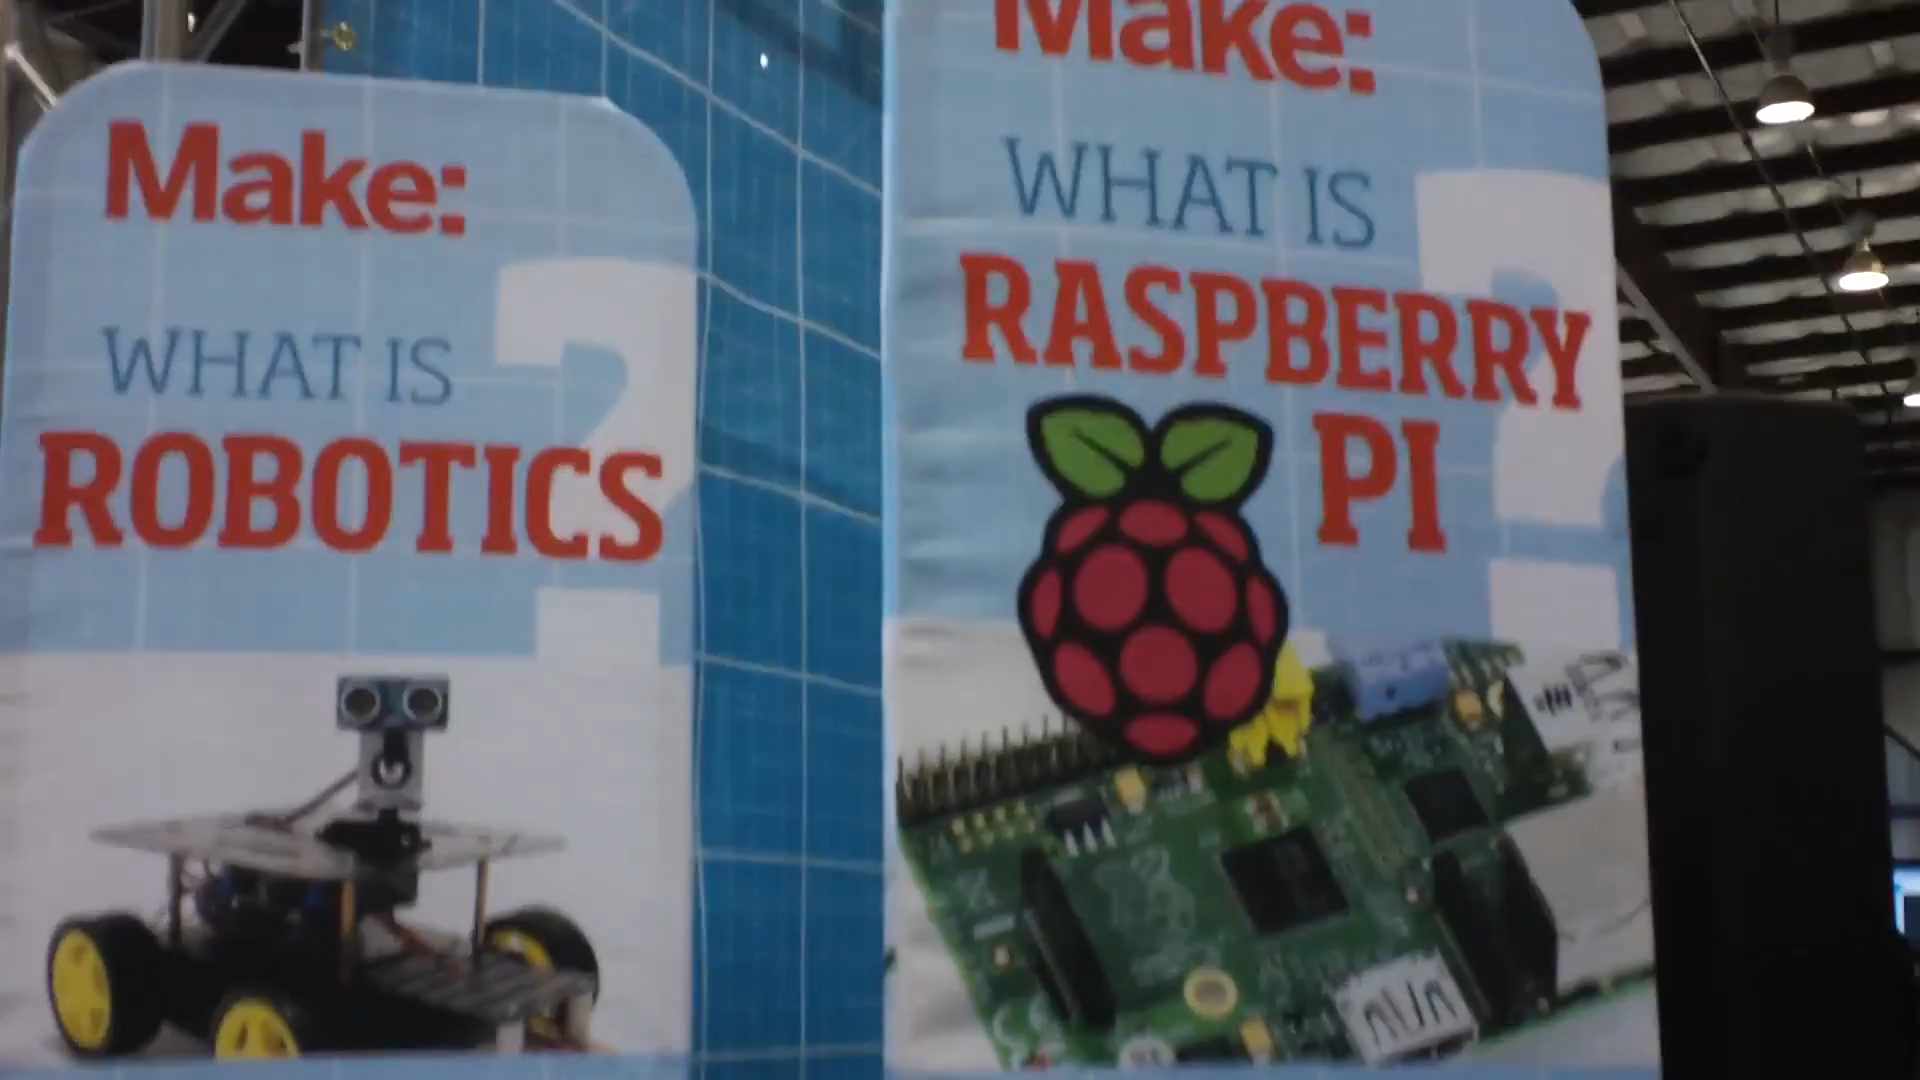 Make:
WHAT IS
ROBOTICS
Make:
WHAT IS
RASPBERRY
PI